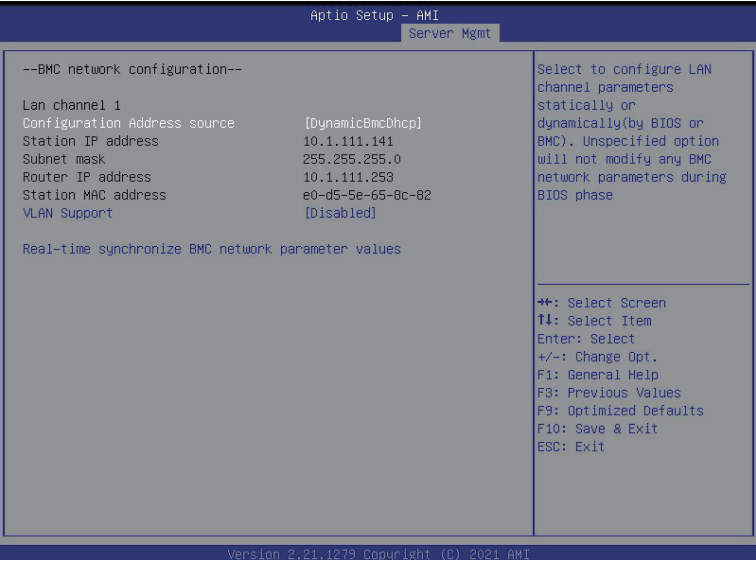 Aptio Setup – AMI
Server Mgmt
--BMC network configuration--
Lan channel 1
Configuration Address source [DynamicBmcDhcp]
Station IP address 10.1.111.141
Subnet mask 255.255.255.0
Router IP address 10.1.111.253
Station MAC address e0-d5-5e-65-8c-82
VLAN Support [Disabled]
Real-time synchronize BMC network parameter values
Select to configure LAN
channel parameters
statically or
dynamically(by BIOS or
BMC). Unspecified option
will not modify any BMC
network parameters during
BIOS phase
→←: Select Screen
↑↓: Select Item
Enter: Select
+/-: Change Opt.
F1: General Help
F3: Previous Values
F9: Optimized Defaults
F10: Save & Exit
ESC: Exit
Version 2.21.1279 Copyright (C) 2021 AMI